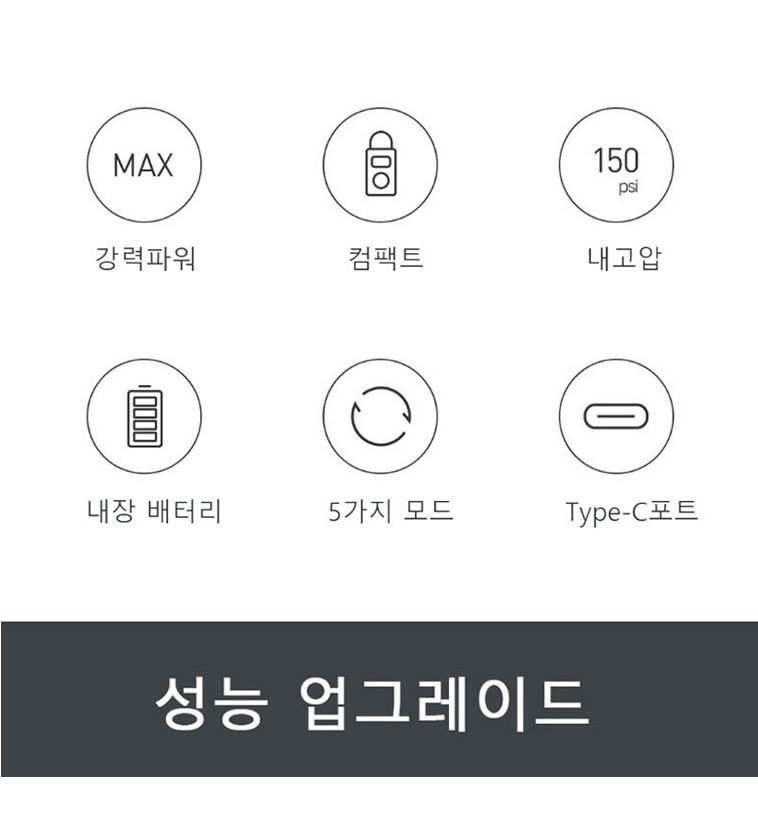 MAX
150
psi
강력파워
컴팩트
내고압
내장 배터리
5가지 모드
Type-C포트
성능 업그레이드